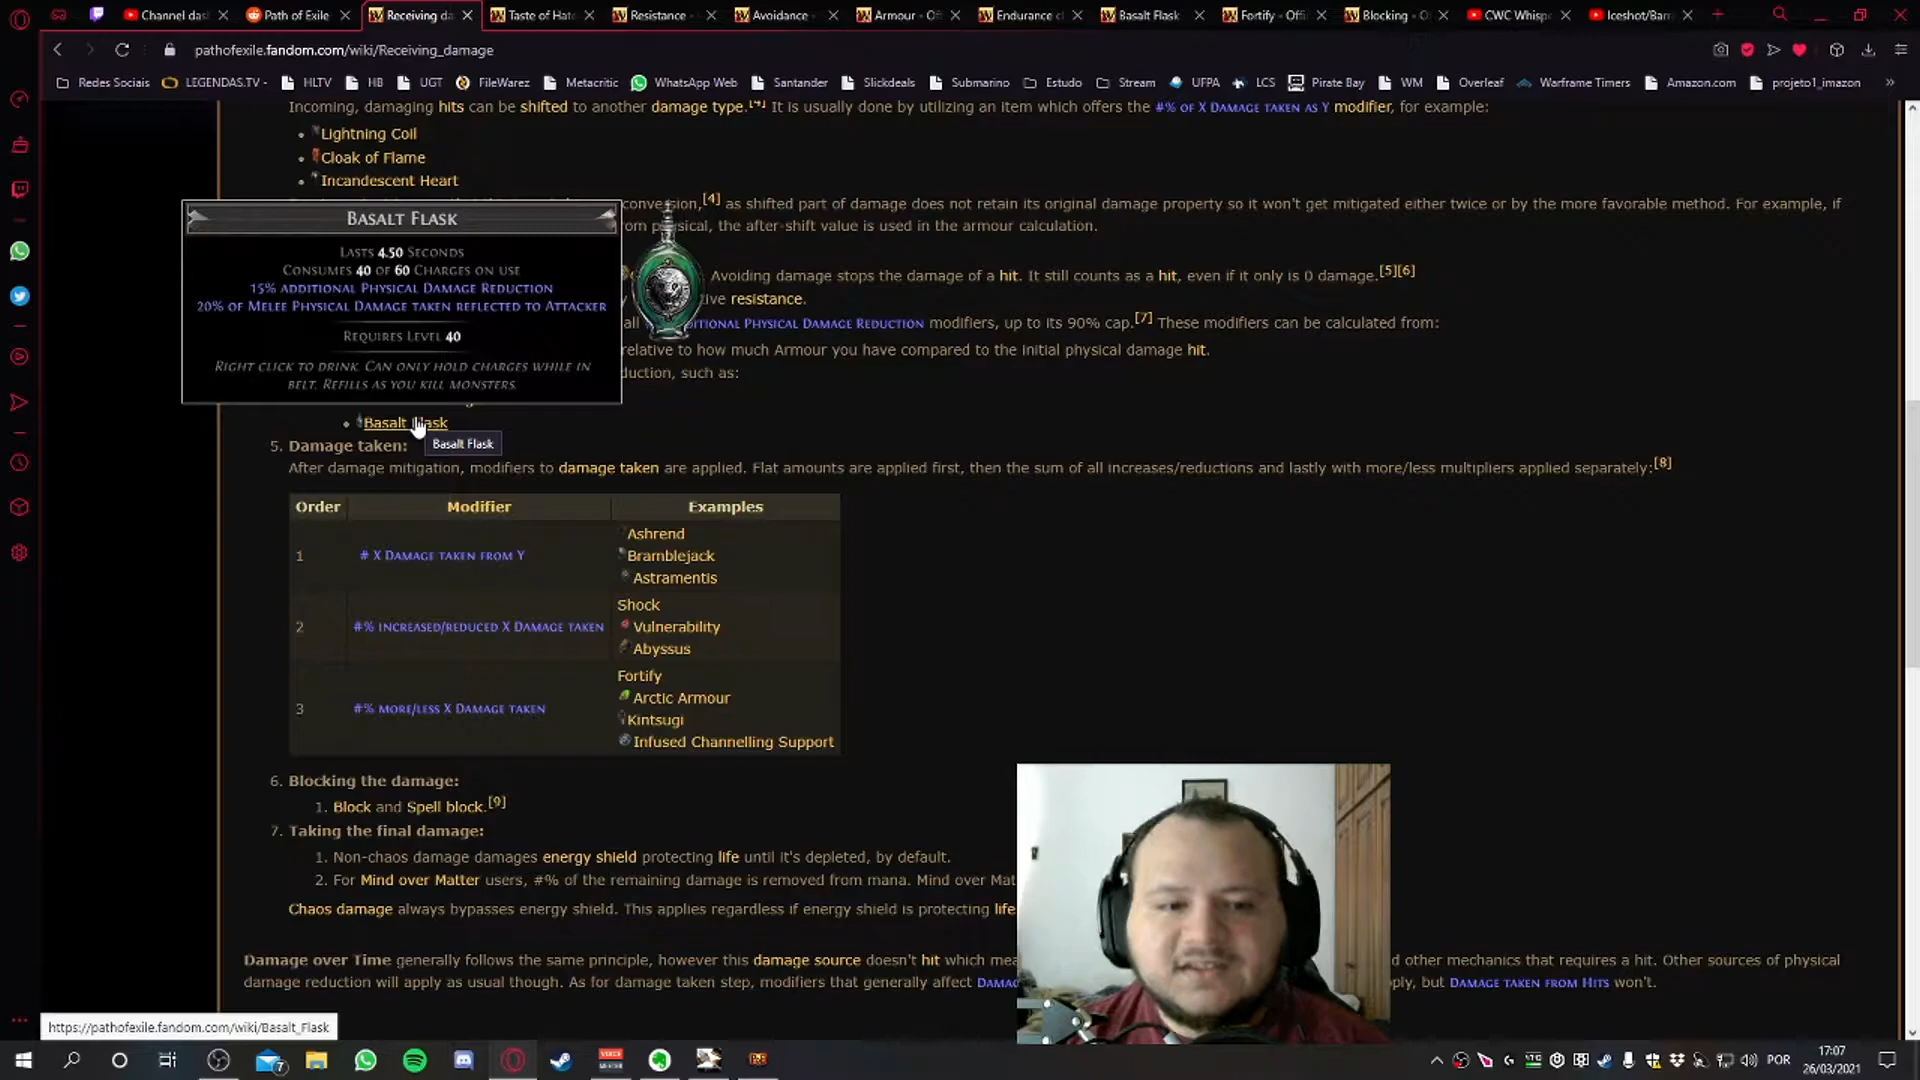 Channel das
Path of Exile
Receiving da
Taste of Hat
Resistance -
Avoidance -
Armour - Of
Endurance c
Basalt Flask
Fortify - Offi
Blocking - O
CWC Whisp
Iceshot/Barr
pathofexile.fandom.com/wiki/Receiving_damage
Redes Sociais
LEGENDAS.TV -
HLTV
HB
UGT
FileWarez
Metacritic
WhatsApp Web
Santander
Slickdeals
Submarino
Estudo
Stream
UFPA
LCS
Pirate Bay
WM
Overleaf
Warframe Timers
Amazon.com
projeto1_imazon
Incoming, damaging hits can be shifted to another damage type.[4] It is usually done by utilizing an item which offers the #% OF X DAMAGE TAKEN AS Y modifier, for example:
• Lightning Coil
• Cloak of Flame
• Incandescent Heart
conversion,[4] as shifted part of damage does not retain its original damage property so it won't get mitigated either twice or by the more favorable method. For example, if
om physical, the after-shift value is used in the armour calculation.
BASALT FLASK
LASTS 4.50 SECONDS
CONSUMES 40 OF 60 CHARGES ON USE
15% ADDITIONAL PHYSICAL DAMAGE REDUCTION
20% OF MELEE PHYSICAL DAMAGE TAKEN REFLECTED TO ATTACKER
REQUIRES LEVEL 40
RIGHT CLICK TO DRINK. CAN ONLY HOLD CHARGES WHILE IN
BELT. REFILLS AS YOU KILL MONSTERS.
Avoiding damage stops the damage of a hit. It still counts as a hit, even if it only is 0 damage.[5][6]
tive resistance.
all ITIONAL PHYSICAL DAMAGE REDUCTION modifiers, up to its 90% cap.[7] These modifiers can be calculated from:
relative to how much Armour you have compared to the initial physical damage hit.
duction, such as:
• Basalt Flask
Basalt Flask
5. Damage taken:
After damage mitigation, modifiers to damage taken are applied. Flat amounts are applied first, then the sum of all increases/reductions and lastly with more/less multipliers applied separately:[8]
Order Modifier Examples
1 # X DAMAGE TAKEN FROM Y
Ashrend
Bramblejack
Astramentis
2 #% INCREASED/REDUCED X DAMAGE TAKEN
Shock
Vulnerability
Abyssus
3 #% MORE/LESS X DAMAGE TAKEN
Fortify
Arctic Armour
Kintsugi
Infused Channelling Support
6. Blocking the damage:
1. Block and Spell block.[9]
7. Taking the final damage:
1. Non-chaos damage damages energy shield protecting life until it's depleted, by default.
2. For Mind over Matter users, #% of the remaining damage is removed from mana. Mind over Mat
Chaos damage always bypasses energy shield. This applies regardless if energy shield is protecting life
Damage over Time generally follows the same principle, however this damage source doesn't hit which mea d other mechanics that requires a hit. Other sources of physical
damage reduction will apply as usual though. As for damage taken step, modifiers that generally affect DAMAG ply, but DAMAGE TAKEN FROM HITS won't.
https://pathofexile.fandom.com/wiki/Basalt_Flask
7
POR
17:07
26/03/2021